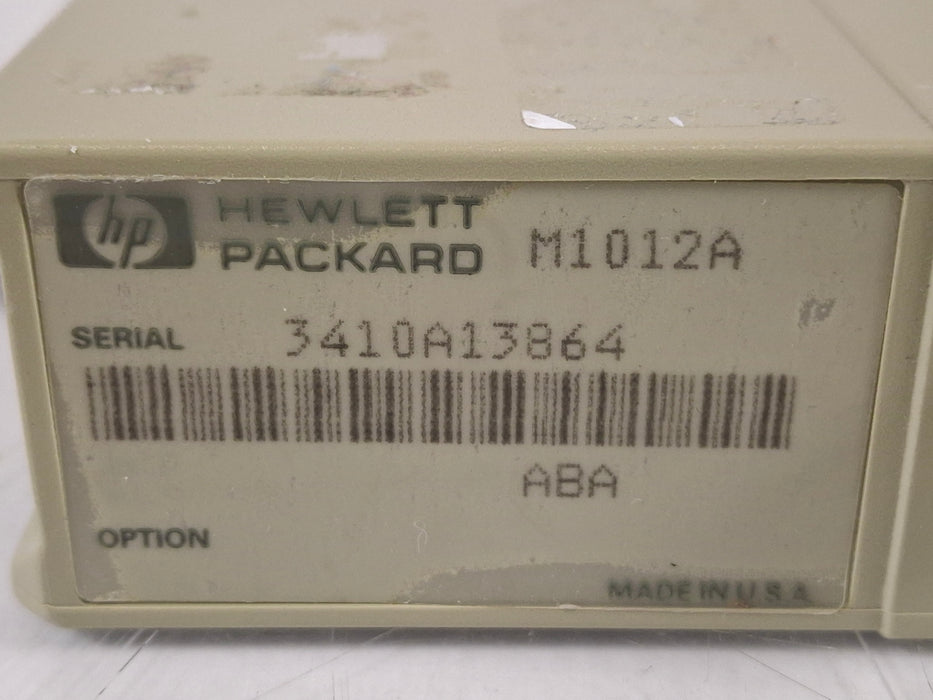 hp HEWLETT
PACKARD M1012A
SERIAL 3410A13864
ABA
OPTION
MADE IN U.S.A